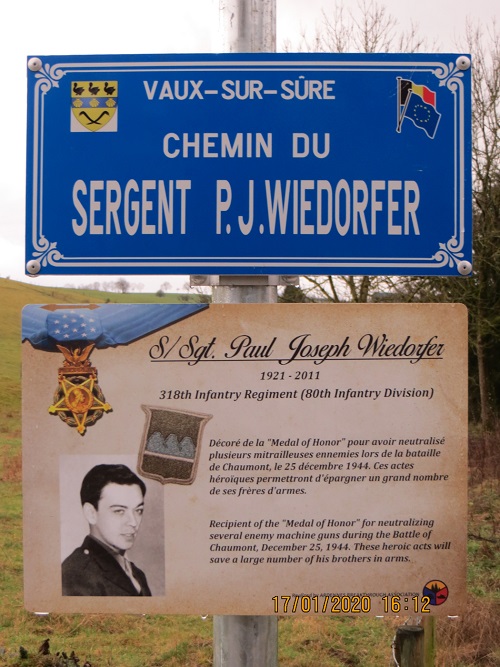 VAUX-SUR-SÛRE
CHEMIN DU
SERGENT P.J.WIEDORFER
S/Sgt. Paul Joseph Wiedorfer
1921 - 2011
318th Infantry Regiment (80th Infantry Division)
Décoré de la "Medal of Honor" pour avoir neutralisé
plusieurs mitrailleuses ennemies lors de la bataille
de Chaumont, le 25 décembre 1944. Ces actes
héroïques permettront d'épargner un grand nombre
de ses frères d'armes.
Recipient of the "Medal of Honor" for neutralizing
several enemy machine guns during the Battle of
Chaumont, December 25, 1944. These heroic acts will
save a large number of his brothers in arms.
17/01/2020 16:12